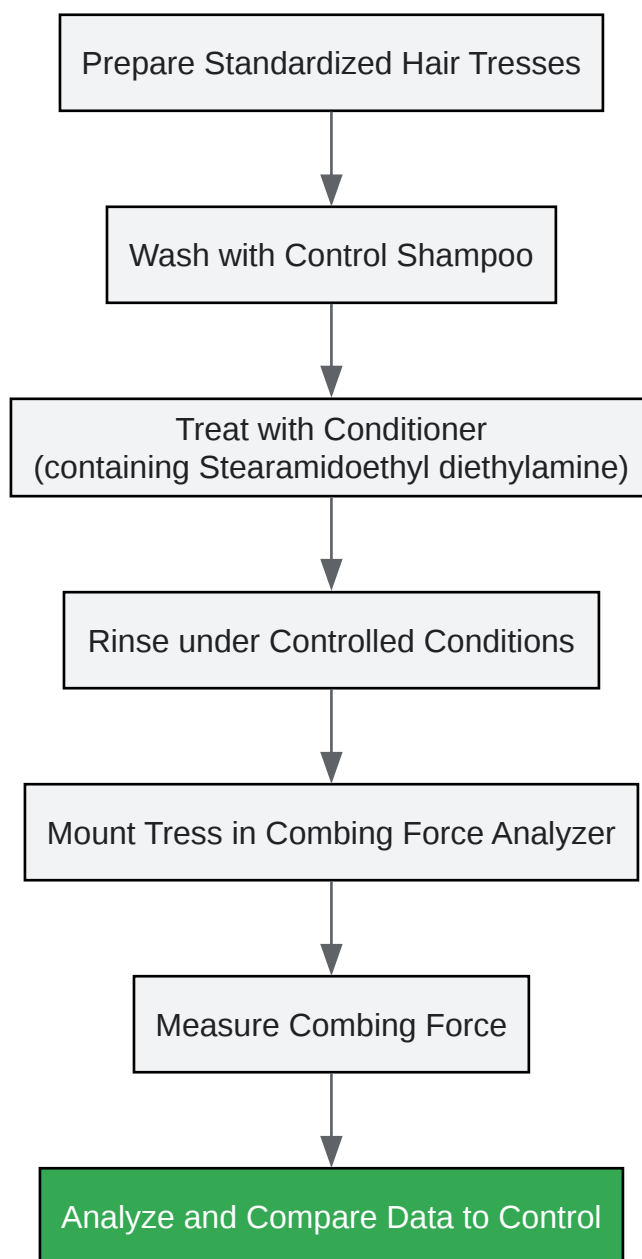 Prepare Standardized Hair Tresses
Wash with Control Shampoo
Treat with Conditioner
(containing Stearamidoethyl diethylamine)
Rinse under Controlled Conditions
Mount Tress in Combing Force Analyzer
Measure Combing Force
Analyze and Compare Data to Control